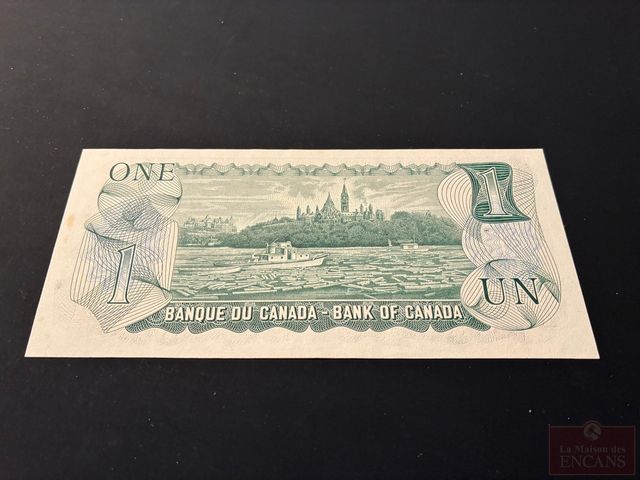 ONE
1
1
UN
BANQUE DU CANADA - BANK OF CANADA
La Maison des
ENCANS